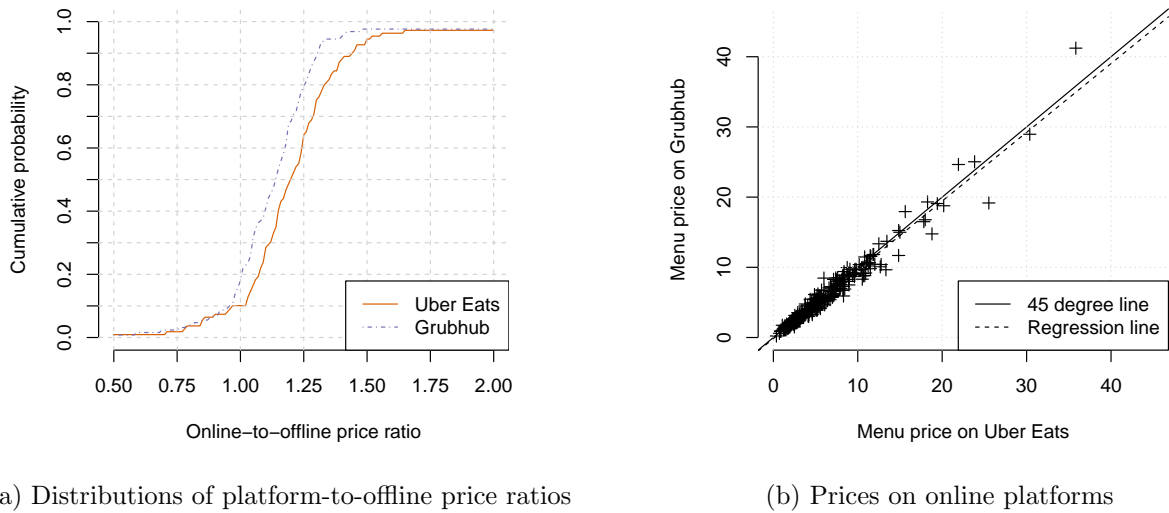 Cumulative probability
1.0
0.8
0.6
0.4
0.2
0.0
Uber Eats
Grubhub
0.50 0.75 1.00 1.25 1.50 1.75 2.00
Online−to−offline price ratio
a) Distributions of platform-to-offline price ratios
Menu price on Grubhub
40
30
20
10
0
45 degree line
Regression line
0 10 20 30 40
Menu price on Uber Eats
(b) Prices on online platforms